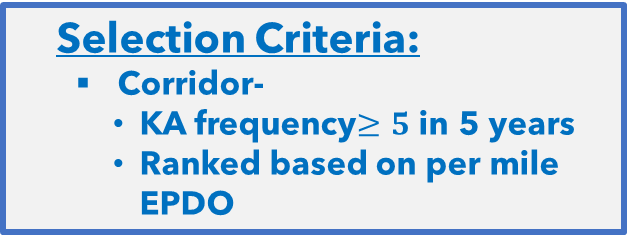 Selection Criteria:
▪ Corridor-
• KA frequency≥ 5 in 5 years
• Ranked based on per mile
EPDO